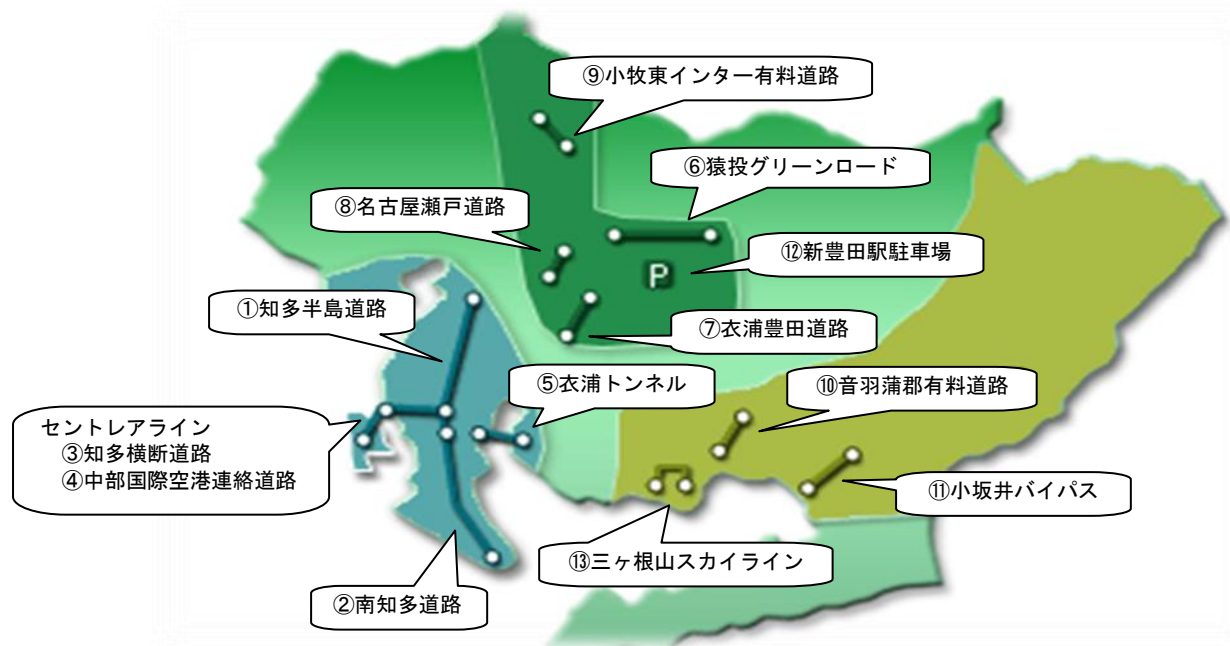 ⑨小牧東インター有料道路
⑥猿投グリーンロード
⑧名古屋瀬戸道路
⑫新豊田駅駐車場
P
①知多半島道路
⑦衣浦豊田道路
⑤衣浦トンネル
⑩音羽蒲郡有料道路
セントレアライン
③知多横断道路
④中部国際空港連絡道路
⑪小坂井バイパス
⑬三ヶ根山スカイライン
②南知多道路